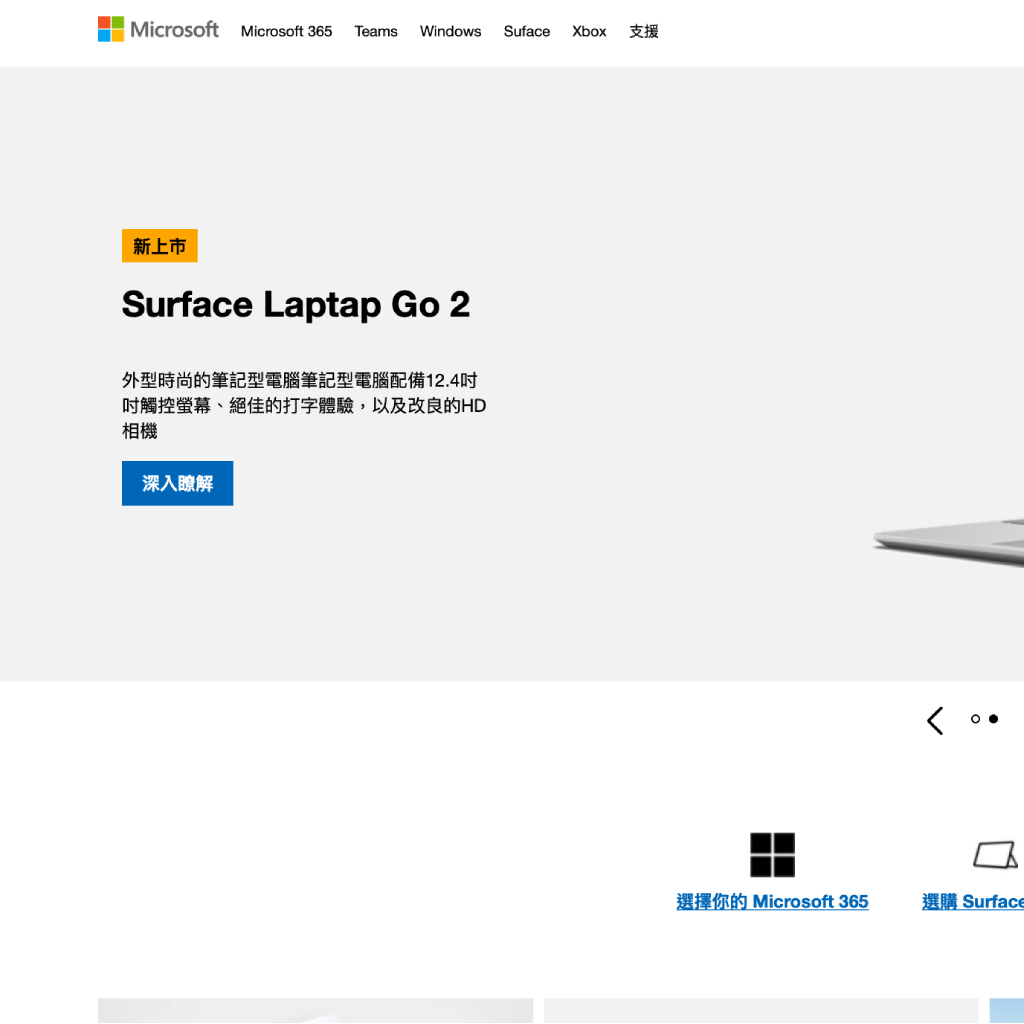 Microsoft Microsoft 365 Teams Windows Suface Xbox 支援
新上市
Surface Laptap Go 2
外型時尚的筆記型電腦筆記型電腦配備12.4吋
吋觸控螢幕、絕佳的打字體驗，以及改良的HD
相機
深入瞭解
選擇你的 Microsoft 365 選購 Surface